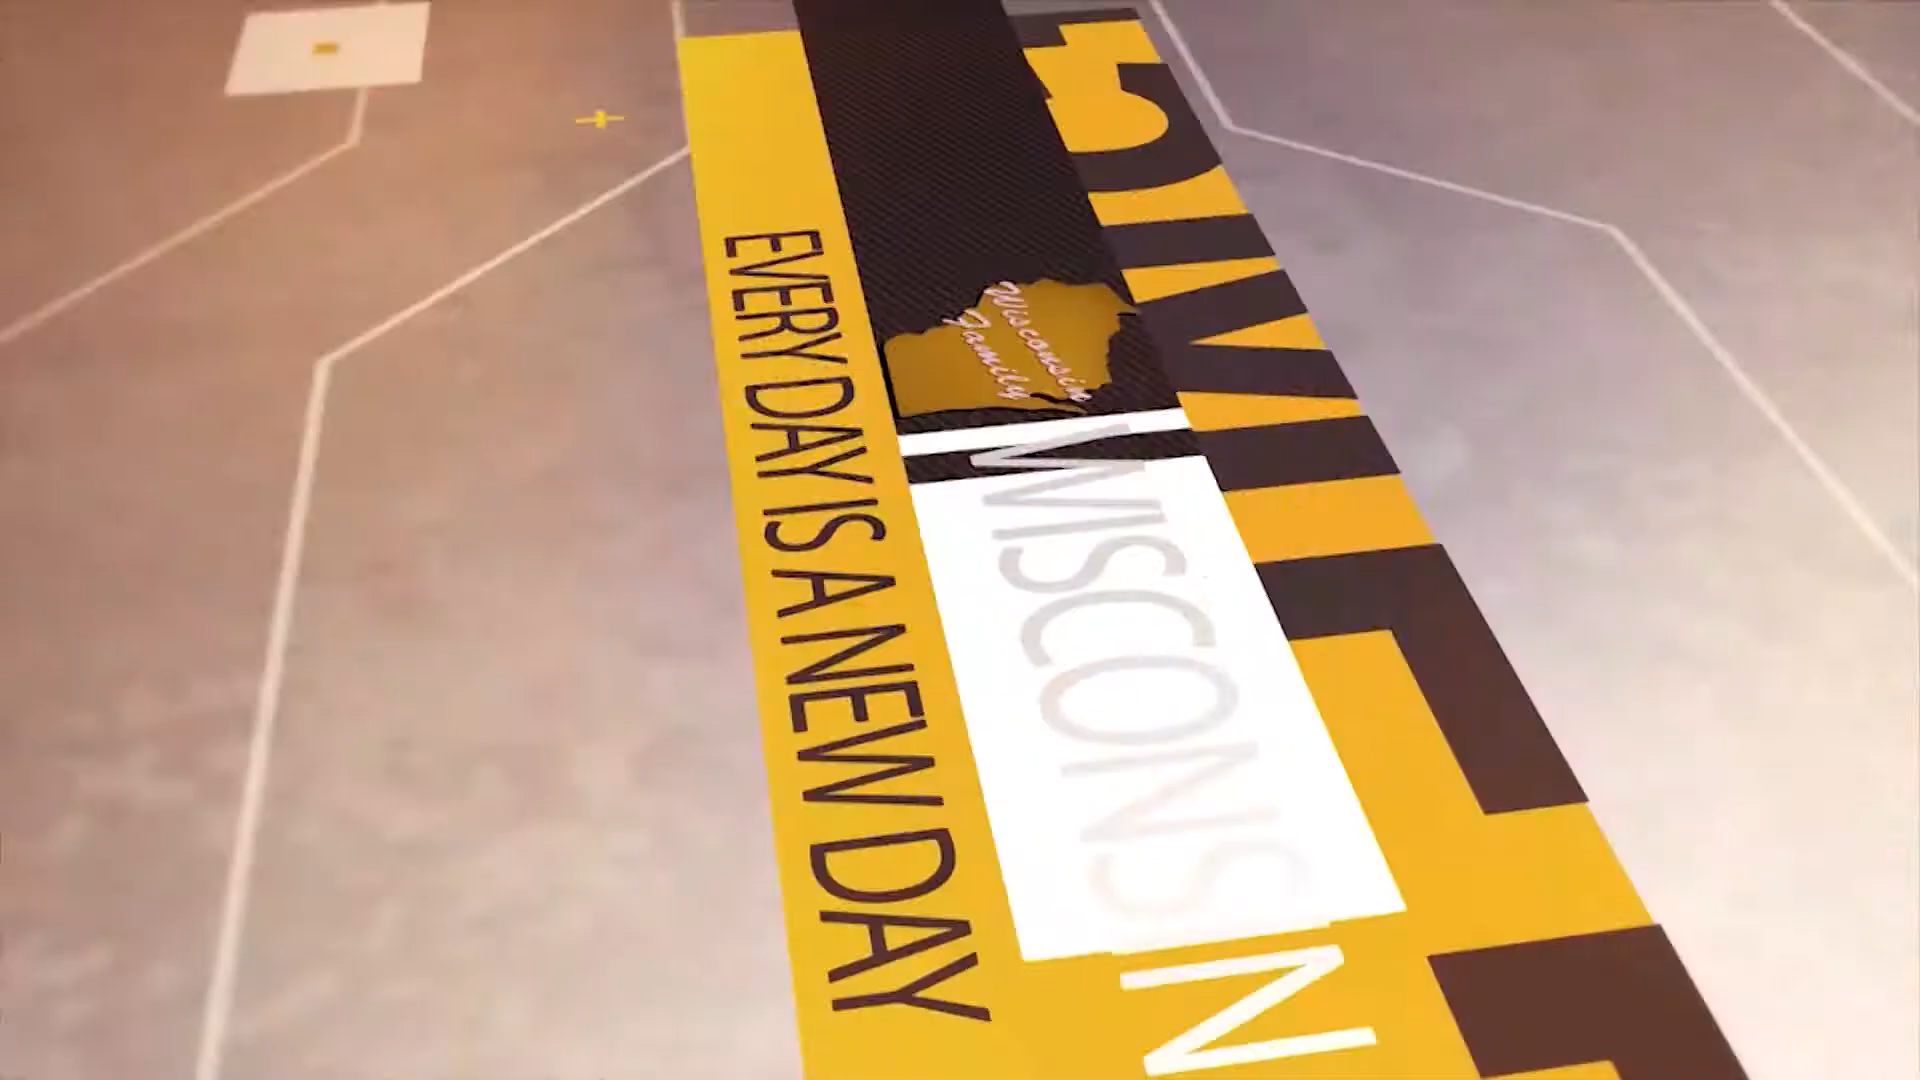 EVERY DAY IS A NEW DAY
Wisconsin
Family
WISCONSIN